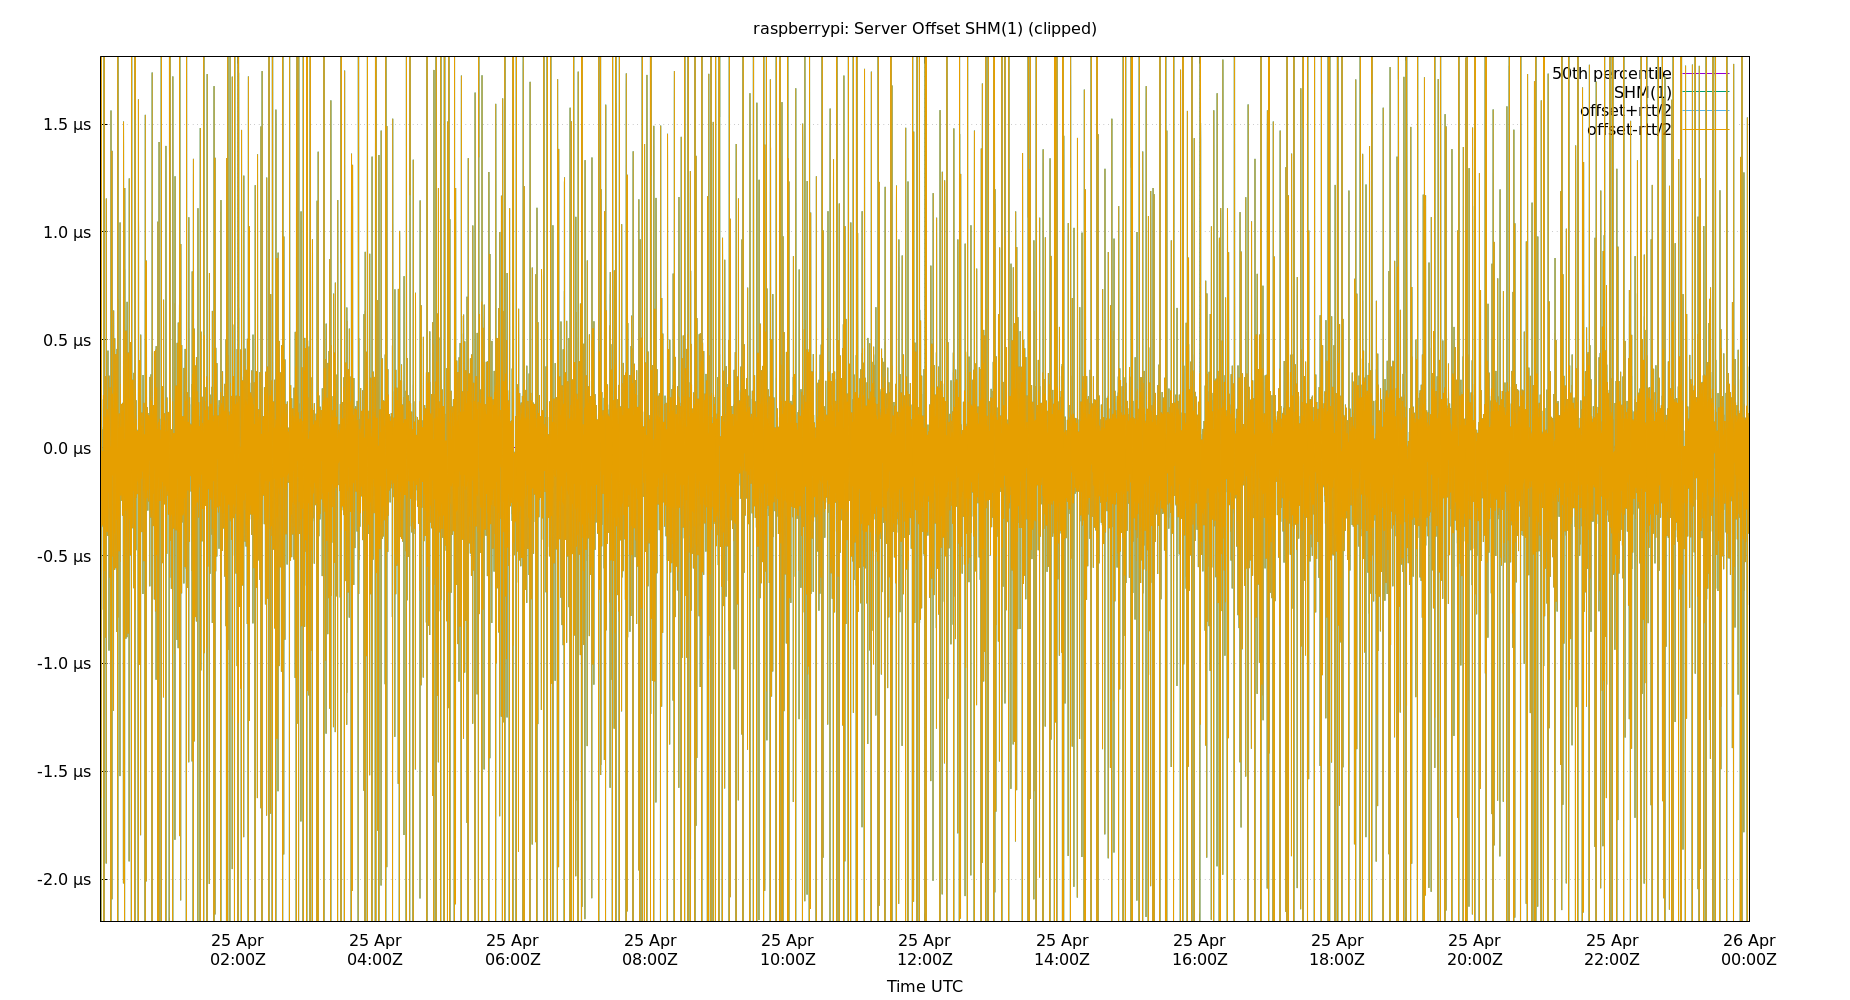 raspberrypi: Server Offset SHM(1) (clipped)
50th percentile
SHM(1)
offset+rtt/2
offset-rtt/2
1.5 µs
1.0 µs
0.5 µs
0.0 µs
-0.5 µs
-1.0 µs
-1.5 µs
-2.0 µs
25 Apr 25 Apr 25 Apr 25 Apr 25 Apr 25 Apr 25 Apr 25 Apr 25 Apr 25 Apr 25 Apr 26 Apr
02:00Z 04:00Z 06:00Z 08:00Z 10:00Z 12:00Z 14:00Z 16:00Z 18:00Z 20:00Z 22:00Z 00:00Z
Time UTC